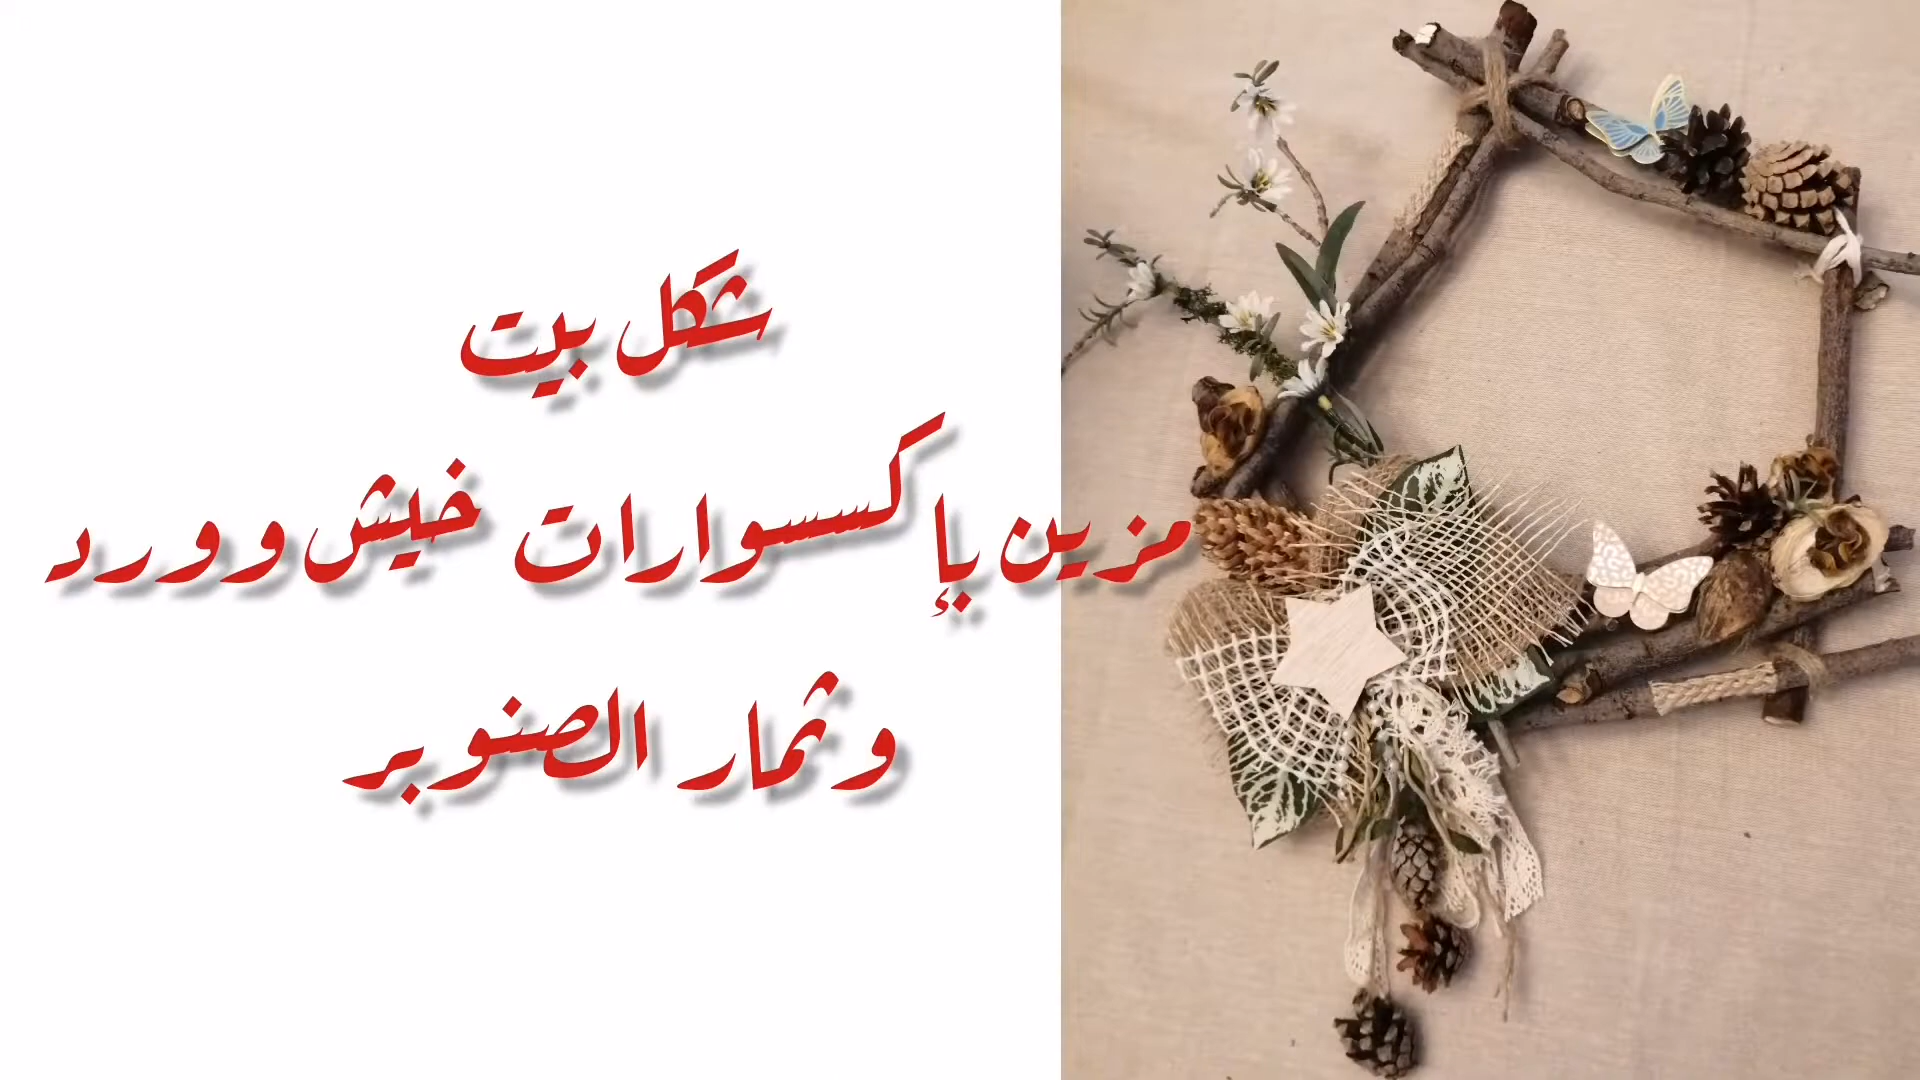 شكل بيت
مزين بإكسسوارات خيش وورد
وثمار الصنوبر